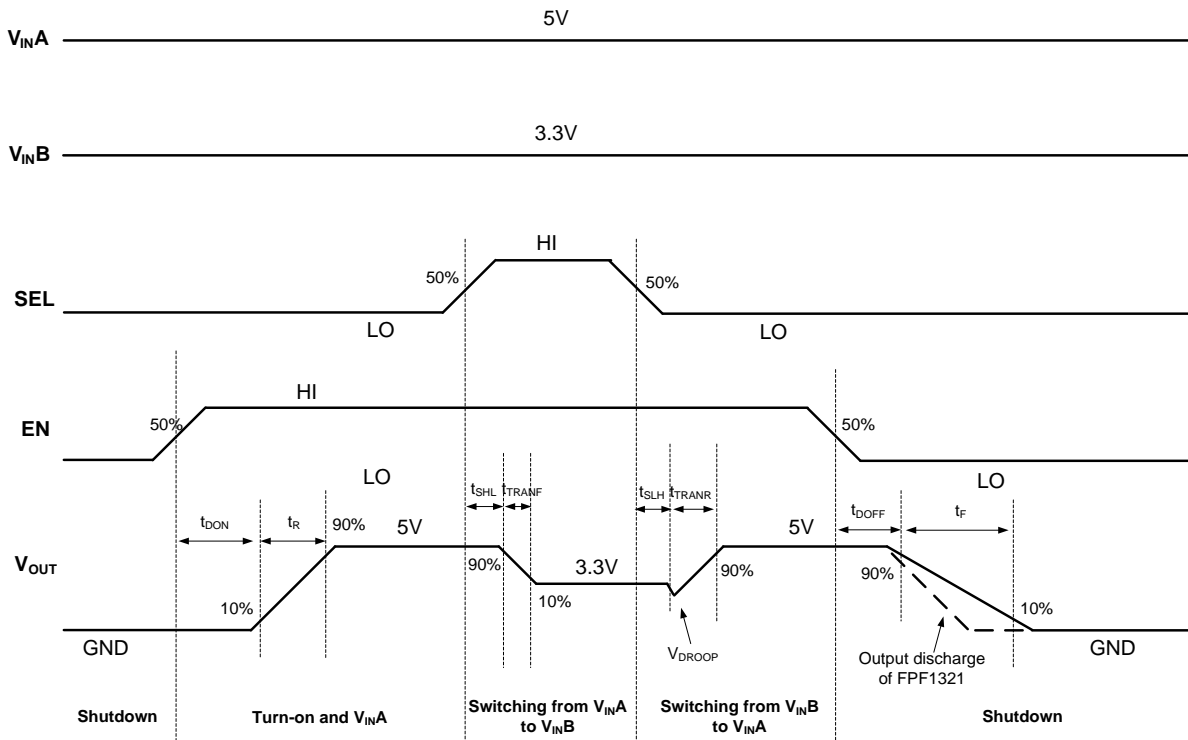 5V
VINA
3.3V
VINB
HI
50%
50%
SEL
LO
LO
HI
50%
50%
EN
LO
LO
tSHL
tTRANF
tSLH
tTRANR
tDON
tR
90%
5V
5V
tDOFF
tF
VOUT
90%
3.3V
90%
90%
10%
10%
10%
GND
VDROOP
Output discharge
of FPF1321
GND
Shutdown
Turn-on and VINA
Switching from VINA
to VINB
Switching from VINB
to VINA
Shutdown